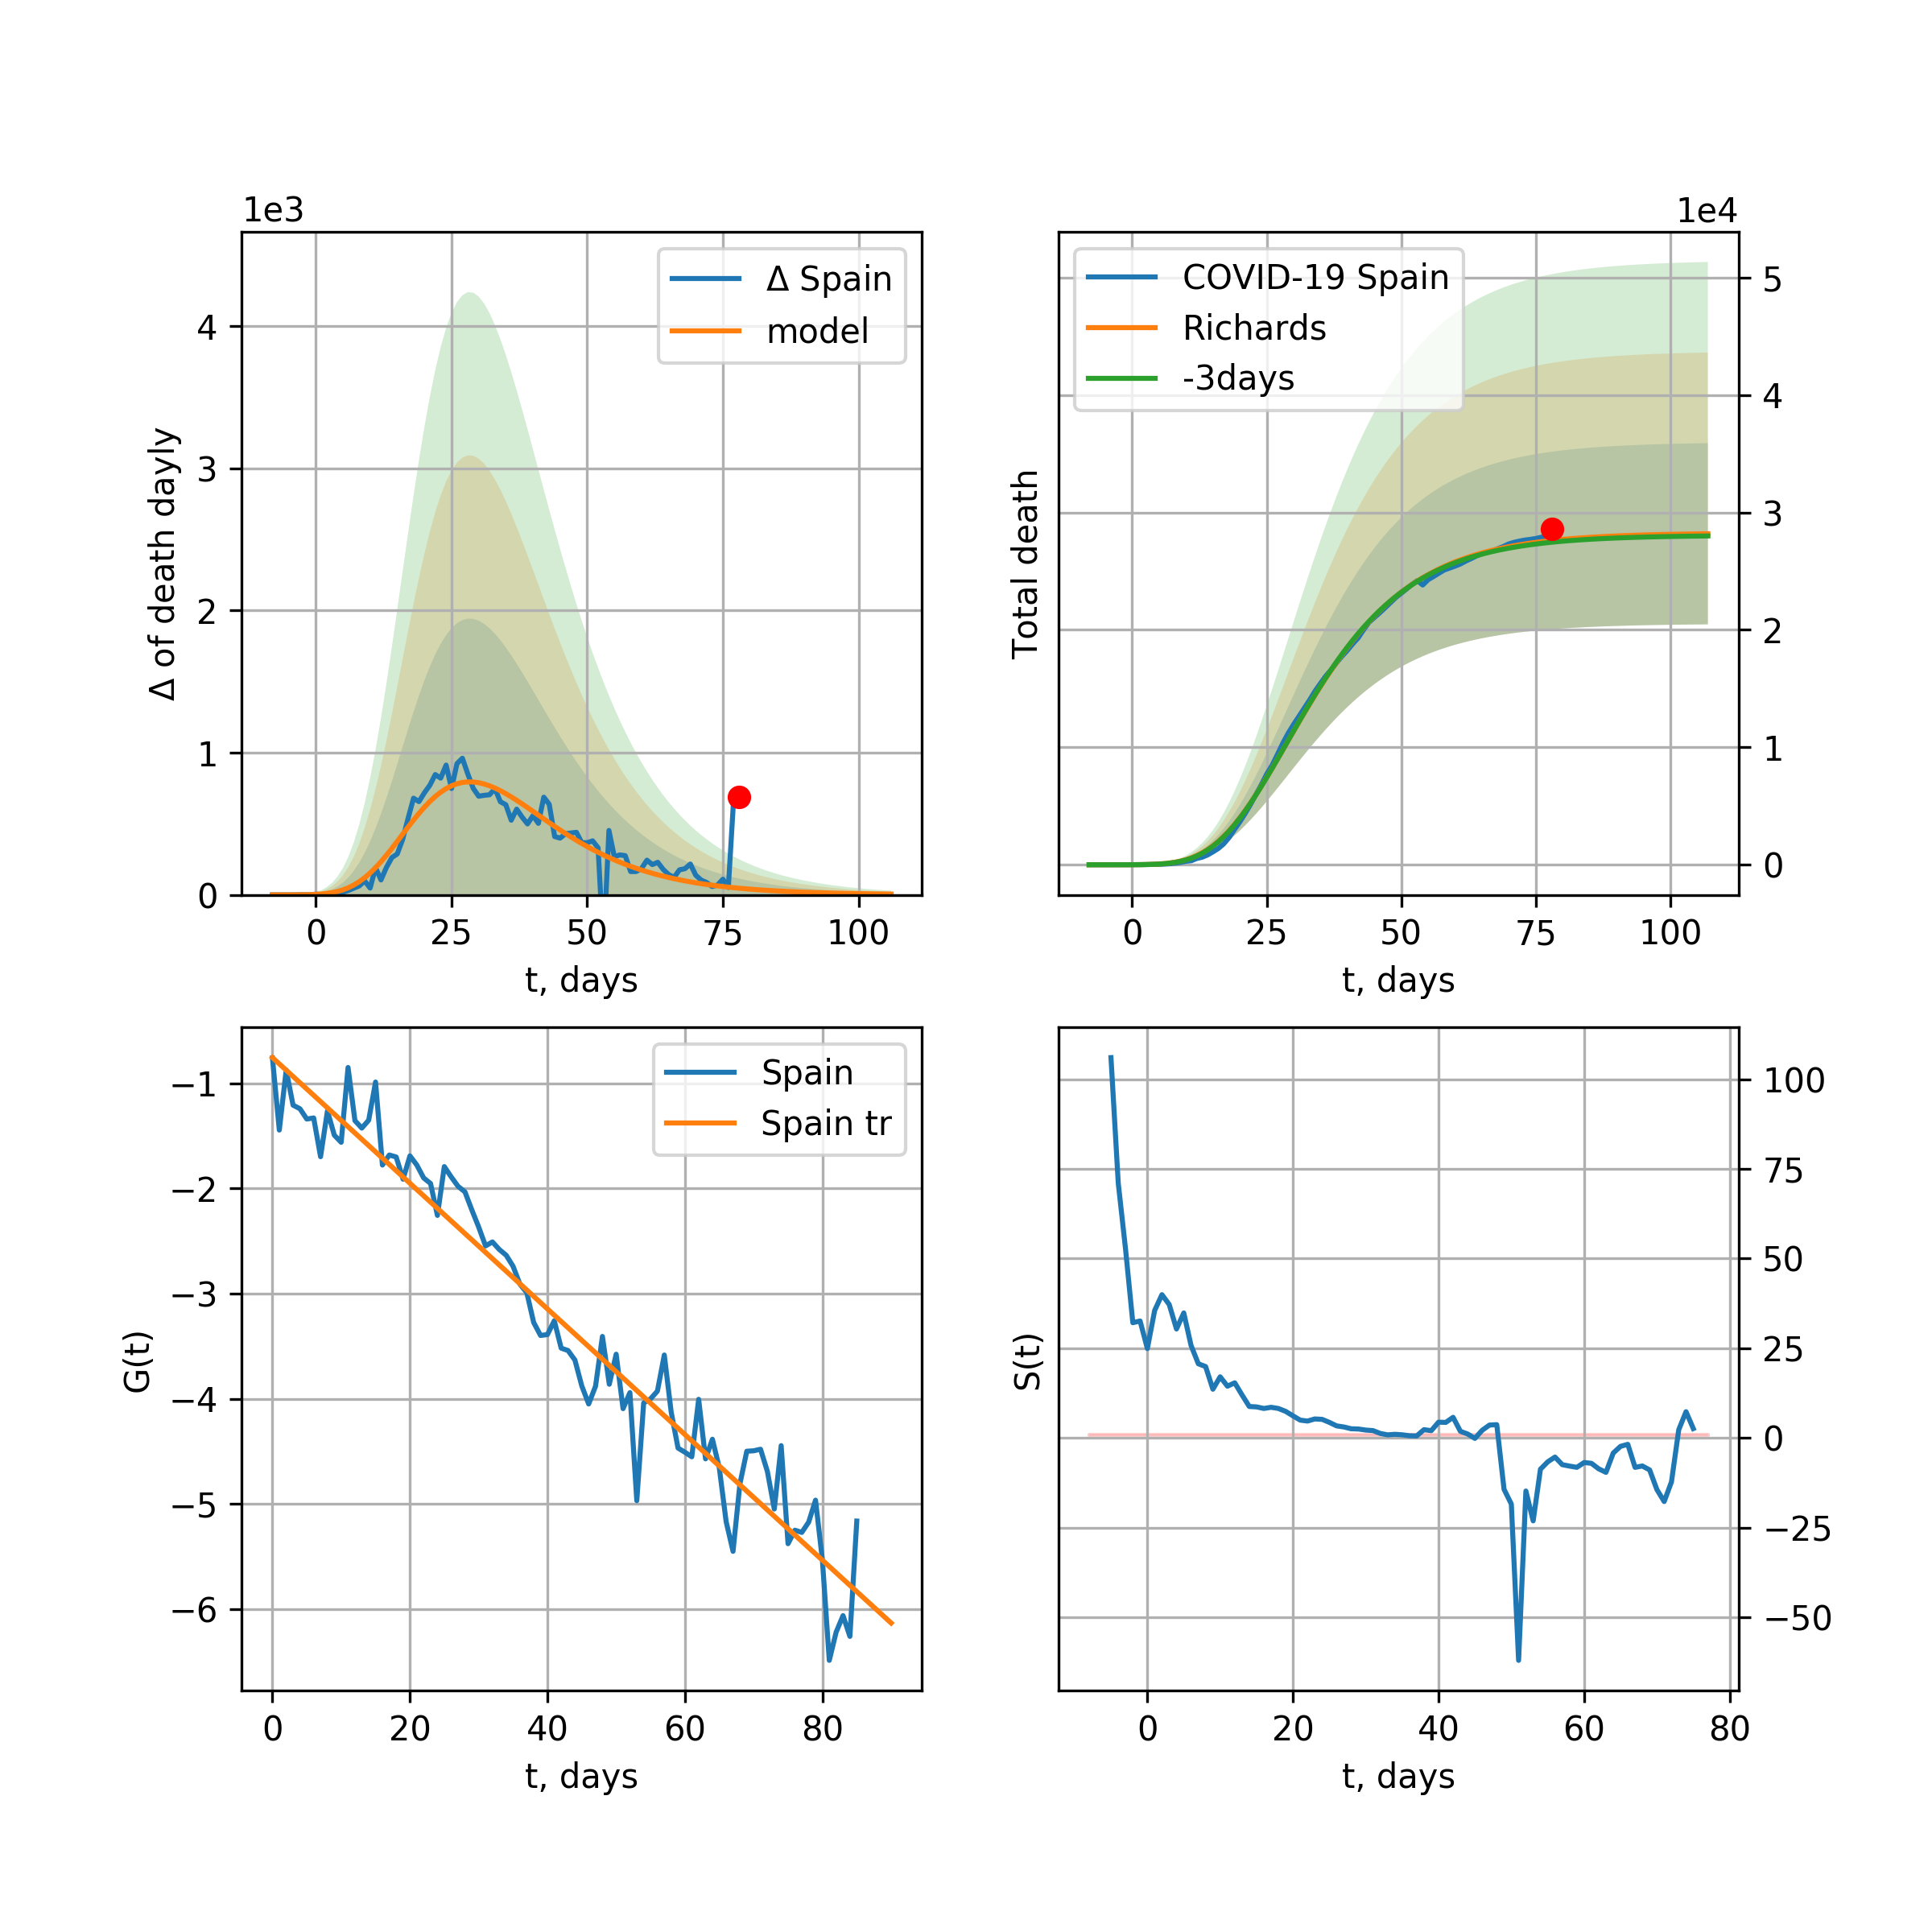 1e3
Δ Spain
model
4
3
2
1
0
Δ of death dayly
0 25 50 75 100
t, days
1e4
COVID-19 Spain
Richards
-3days
5
4
3
2
1
0
Total death
0 25 50 75 100
t, days
Spain
Spain tr
−1
−2
−3
−4
−5
−6
G(t)
0 20 40 60 80
t, days
100
75
50
25
0
−25
−50
S(t)
0 20 40 60 80
t, days